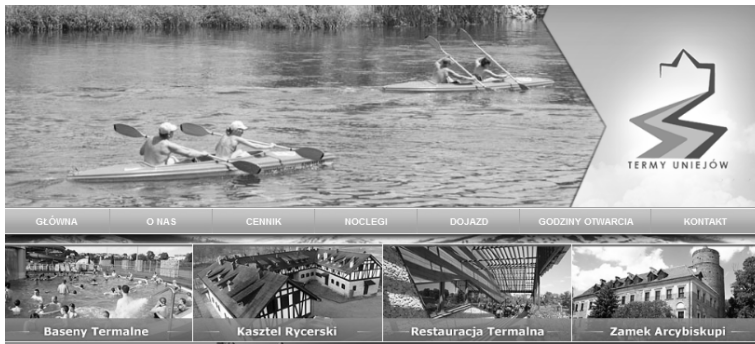 TERMY UNIEJÓW
GŁÓWNA O NAS CENNIK NOCLEGI DOJAZD GODZINY OTWARCIA KONTAKT
Baseny Termalne Kasztel Rycerski Restauracja Termalna Zamek Arcybiskupi